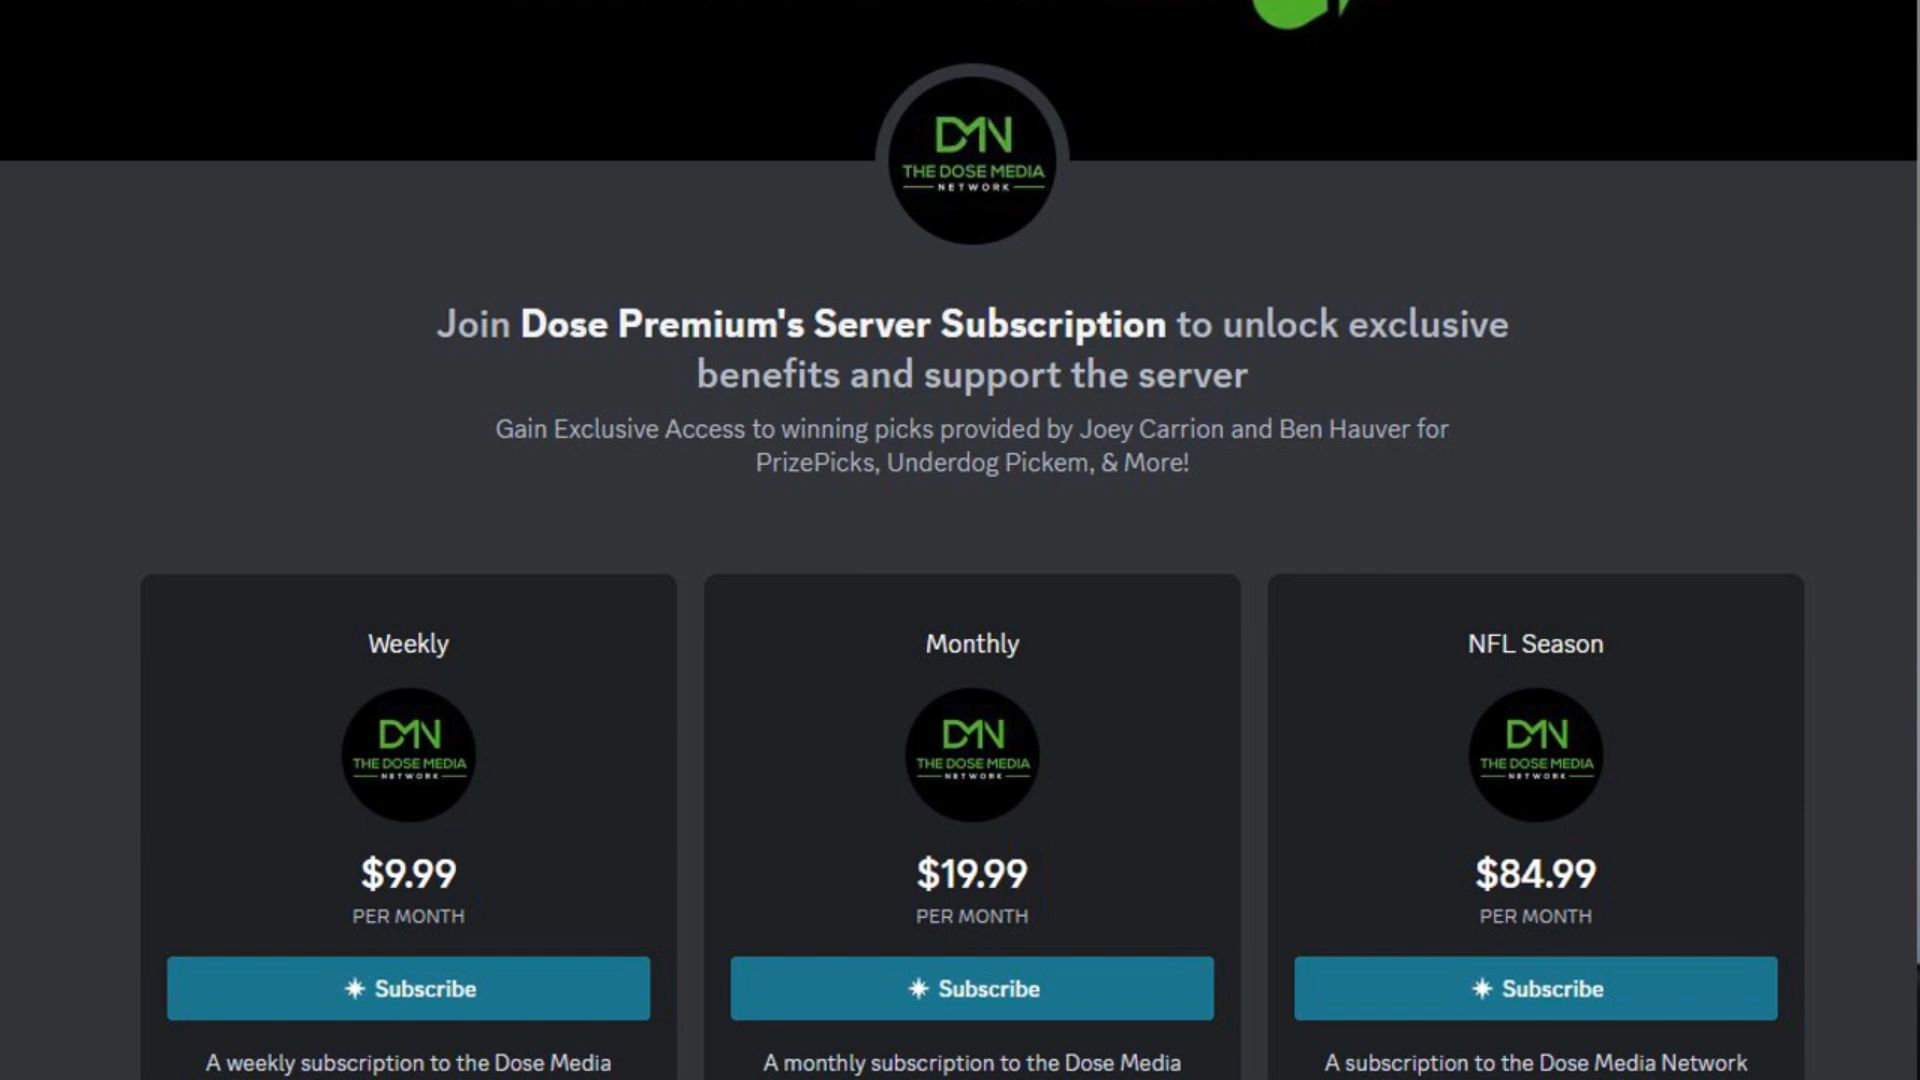 DMN
THE DOSE MEDIA
NETWORK
Join Dose Premium's Server Subscription to unlock exclusive
benefits and support the server
Gain Exclusive Access to winning picks provided by Joey Carrion and Ben Hauver for
PrizePicks, Underdog Pickem, & More!
Weekly
DMN
THE DOSE MEDIA
NETWORK
$9.99
PER MONTH
Subscribe
A weekly subscription to the Dose Media
Monthly
DMN
THE DOSE MEDIA
NETWORK
$19.99
PER MONTH
Subscribe
A monthly subscription to the Dose Media
NFL Season
DMN
THE DOSE MEDIA
NETWORK
$84.99
PER MONTH
Subscribe
A subscription to the Dose Media Network